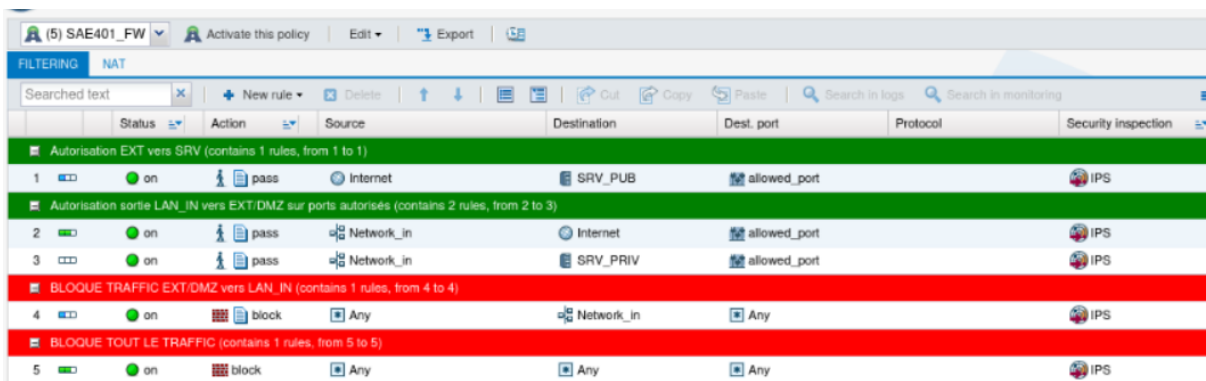 (5) SAE401_FW Activate this policy Edit Export
FILTERING NAT
Searched text New rule Delete Cut Copy Paste Search in logs Search in monitoring
Status Action Source Destination Dest. port Protocol Security inspection
Autorisation EXT vers SRV (contains 1 rules, from 1 to 1)
1 on pass Internet SRV_PUB allowed_port IPS
Autorisation sortie LAN_IN vers EXT/DMZ sur ports autorisés (contains 2 rules, from 2 to 3)
2 on pass Network_in Internet allowed_port IPS
3 on pass Network_in SRV_PRIV allowed_port IPS
BLOQUE TRAFFIC EXT/DMZ vers LAN_IN (contains 1 rules, from 4 to 4)
4 on block Any Network_in Any IPS
BLOQUE TOUT LE TRAFFIC (contains 1 rules, from 5 to 5)
5 on block Any Any Any IPS